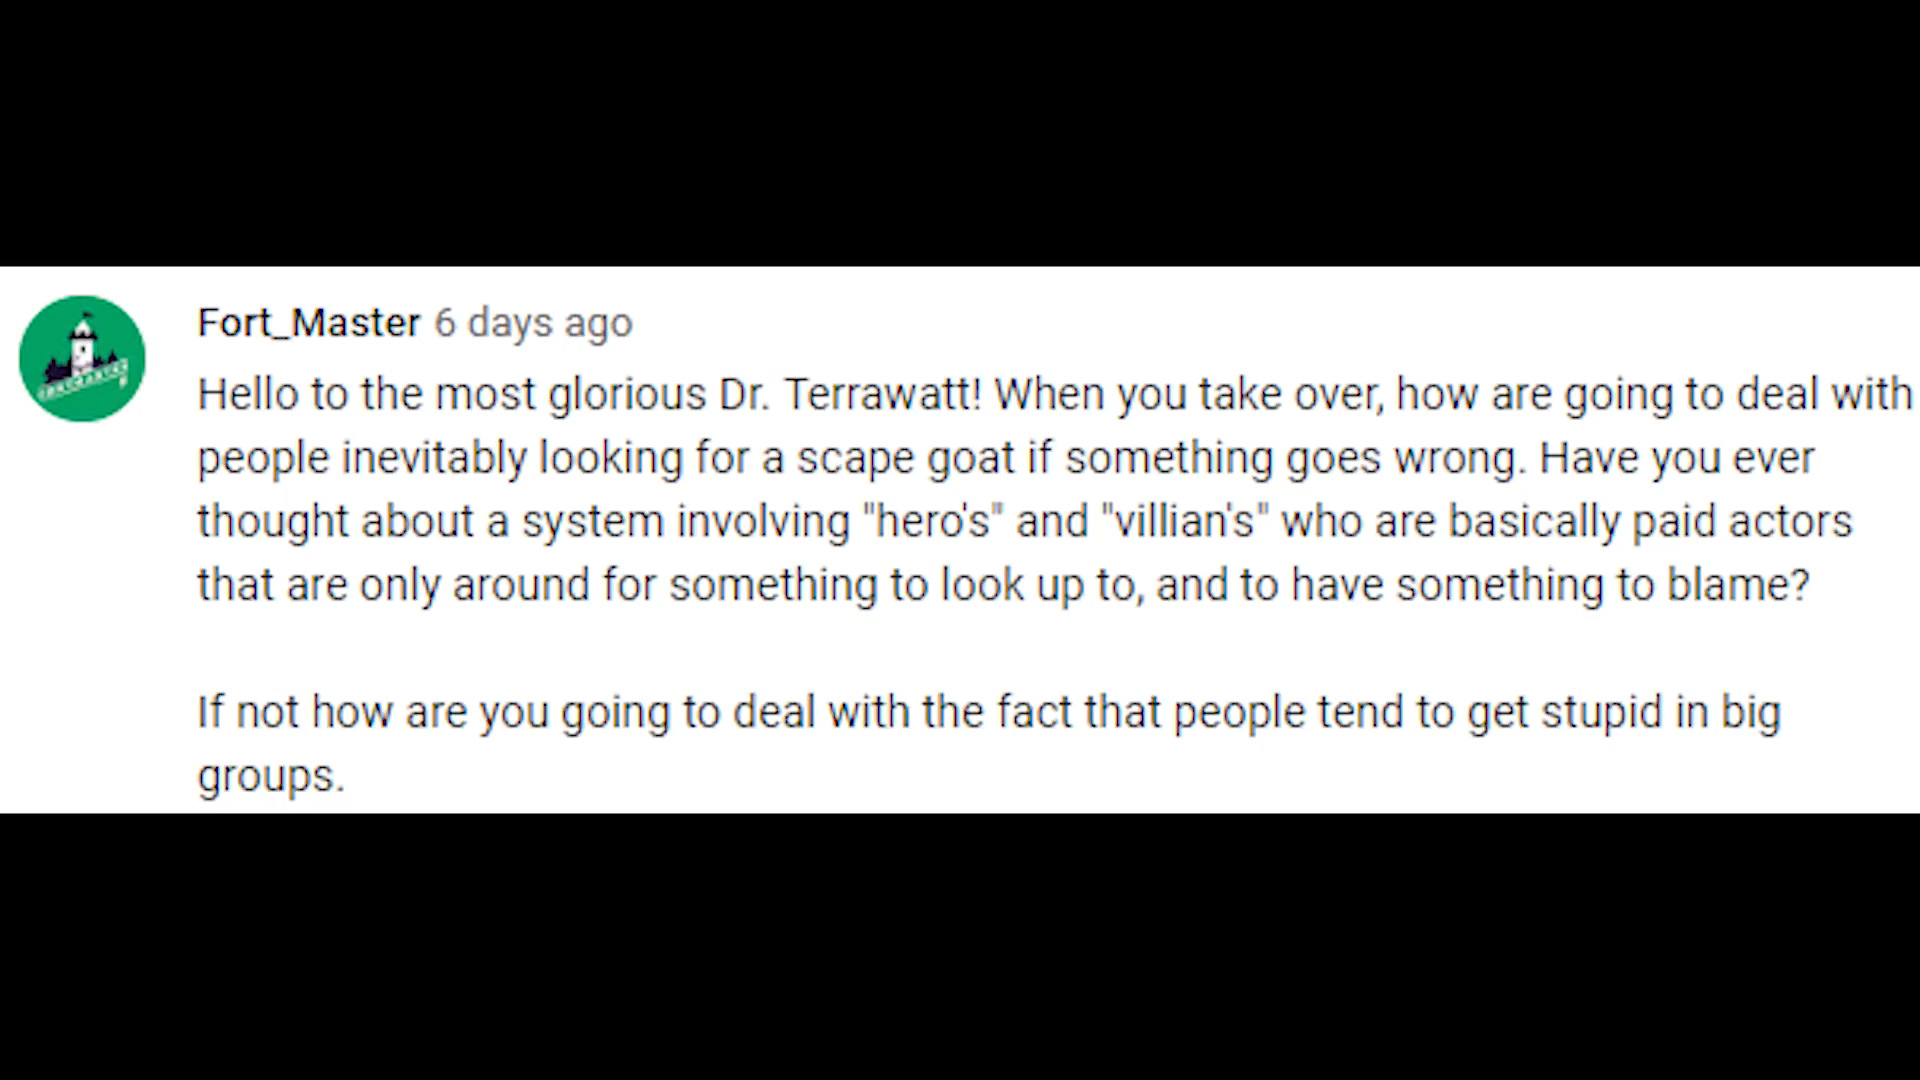 Fort_Master 6 days ago
Hello to the most glorious Dr. Terrawatt! When you take over, how are going to deal with
people inevitably looking for a scape goat if something goes wrong. Have you ever
thought about a system involving "hero's" and "villian's" who are basically paid actors
that are only around for something to look up to, and to have something to blame?
If not how are you going to deal with the fact that people tend to get stupid in big
groups.